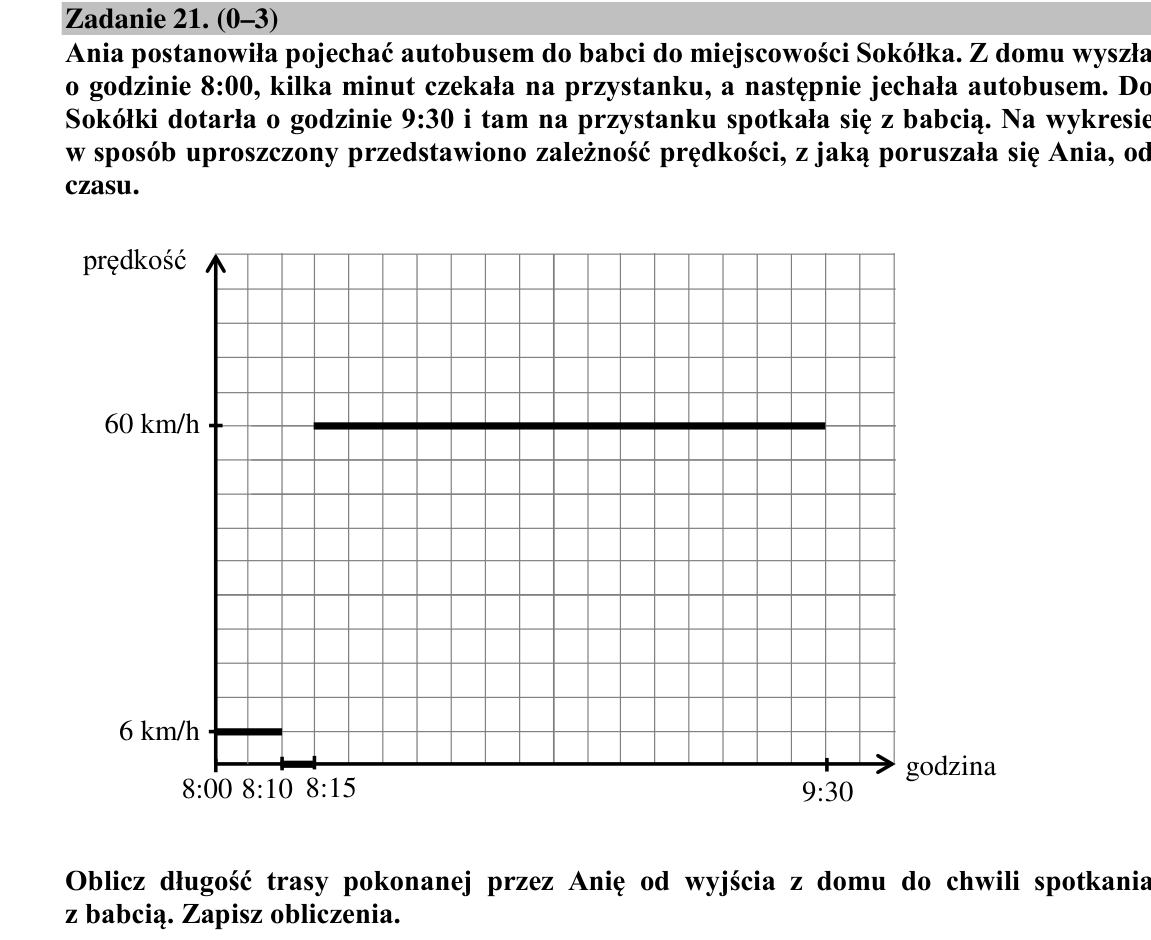 Zadanie 21. (0–3)
Ania postanowiła pojechać autobusem do babci do miejscowości Sokółka. Z domu wyszła
o godzinie 8:00, kilka minut czekała na przystanku, a następnie jechała autobusem. Do
Sokółki dotarła o godzinie 9:30 i tam na przystanku spotkała się z babcią. Na wykresie
w sposób uproszczony przedstawiono zależność prędkości, z jaką poruszała się Ania, od
czasu.
prędkość
60 km/h
6 km/h
8:00 8:10 8:15
9:30
godzina
Oblicz długość trasy pokonanej przez Anię od wyjścia z domu do chwili spotkania
z babcią. Zapisz obliczenia.